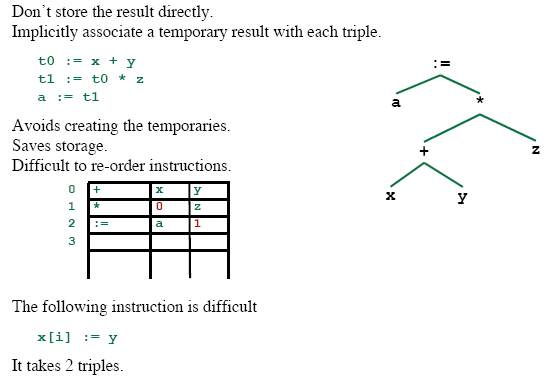 Don't store the result directly.
Implicitly associate a temporary result with each triple.
t0 := x + y
t1 := t0 * z
a := t1
:=
a *
+ z
x y
Avoids creating the temporaries.
Saves storage.
Difficult to re-order instructions.
0 + x y
1 * 0 z
2 := a 1
3
The following instruction is difficult
x[i] := y
It takes 2 triples.